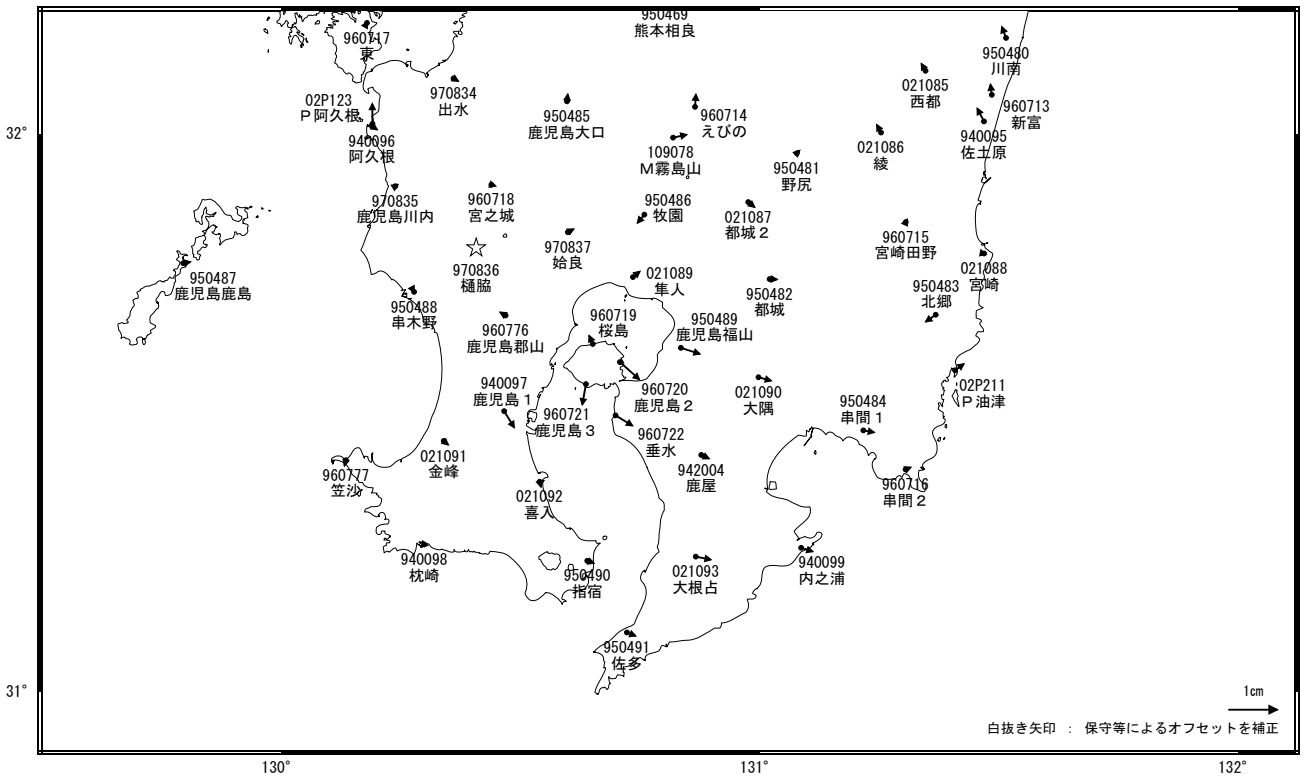 950469
熊本相良
960717
東
950480
川南
970834
出水
021085
西都
02P123
P阿久根
950485
鹿児島大口
960714
えびの
960713
新富
940096
阿久根
109078
M霧島山
021086
綾
940095
佐土原
950481
野尻
970835
鹿児島川内
960718
宮之城
950486
牧園
021087
都城2
970837
姶良
960715
宮崎田野
970836
樋脇
021089
隼人
021088
宮崎
950487
鹿児島鹿島
950482
都城
950483
北郷
950488
串木野
960719
桜島
950489
鹿児島福山
960776
鹿児島郡山
940097
鹿児島1
960720
鹿児島2
021090
大隅
02P211
P油津
960721
鹿児島3
950484
串間1
960722
垂水
021091
金峰
942004
鹿屋
960777
笠沙
960716
串間2
021092
喜入
940098
枕崎
950490
指宿
021093
大根占
940099
内之浦
950491
佐多
32°
31°
1cm
白抜き矢印 : 保守等によるオフセットを補正
130°
131°
132°